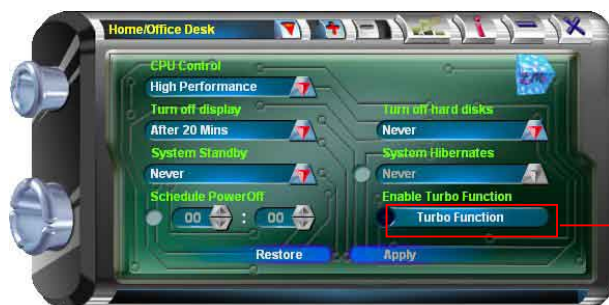 Home/Office Desk
CPU Control
High Performance
Turn off display
After 20 Mins
Turn off hard disks
Never
System Standby
Never
System Hibernates
Never
Schedule PowerOff
00 : 00
Enable Turbo Function
Turbo Function
Restore
Apply